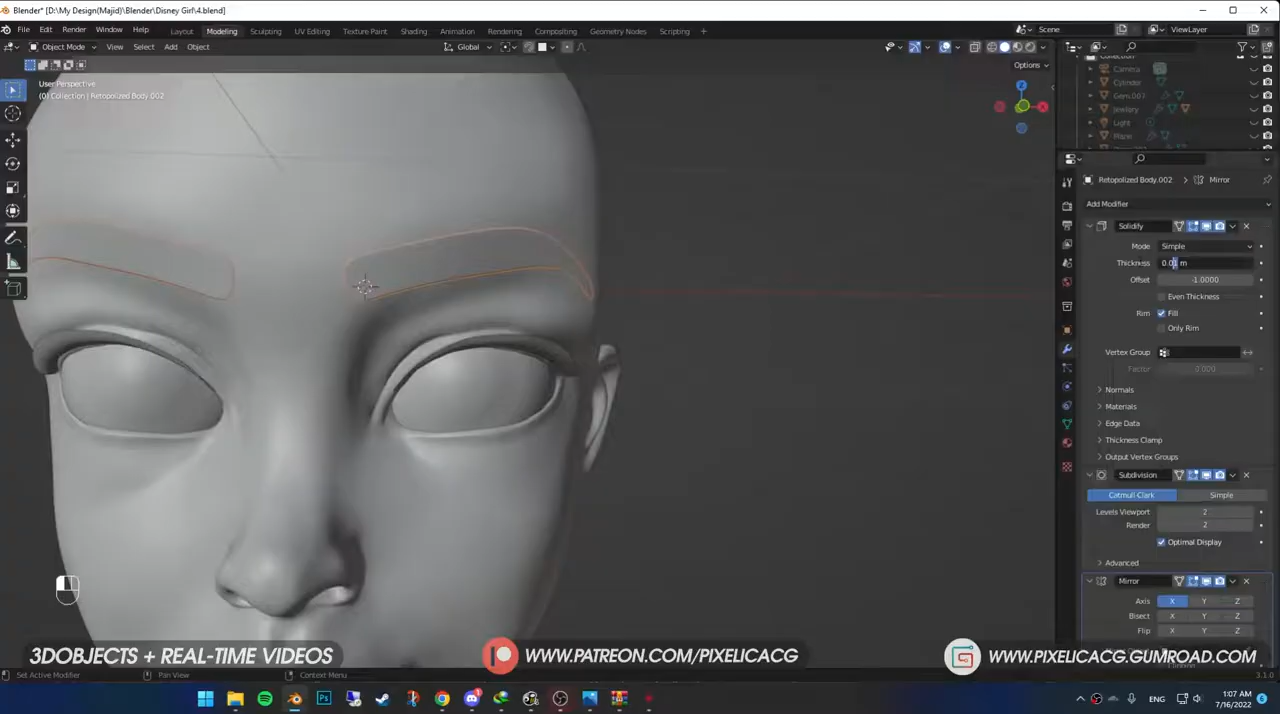 Blender* [D:\My Design(Majid)\Blender\Disney Girl\4.blend]
File Edit Render Window Help Layout Modeling Sculpting UV Editing Texture Paint Shading Animation Rendering Compositing Geometry Nodes Scripting + Scene ViewLayer
Object Mode View Select Add Object Global
Options
User Perspective
(0) Collection | Retopolized Body.002
Z
X
Collection
Camera
Cylinder
Gem.007
Jewellery
Light
Plane
Retopolized Body.002 > Mirror
Add Modifier
Solidify
Mode Simple
Thickness 0.01 m
Offset -1.0000
Even Thickness
Rim Fill
Only Rim
Vertex Group
Factor 0.000
Normals
Materials
Edge Data
Thickness Clamp
Output Vertex Groups
Subdivision
Catmull Clark Simple
Levels Viewport 2
Render 2
Optimal Display
Advanced
Mirror
Axis X Y Z
Bisect X Y Z
Flip X Y Z
3DOBJECTS + REAL-TIME VIDEOS
WWW.PATREON.COM/PIXELICACG
WWW.PIXELICACG.GUMROAD.COM
Set Active Modifier Pan View Context Menu 3.1.0
ENG 1:07 AM
7/16/2022